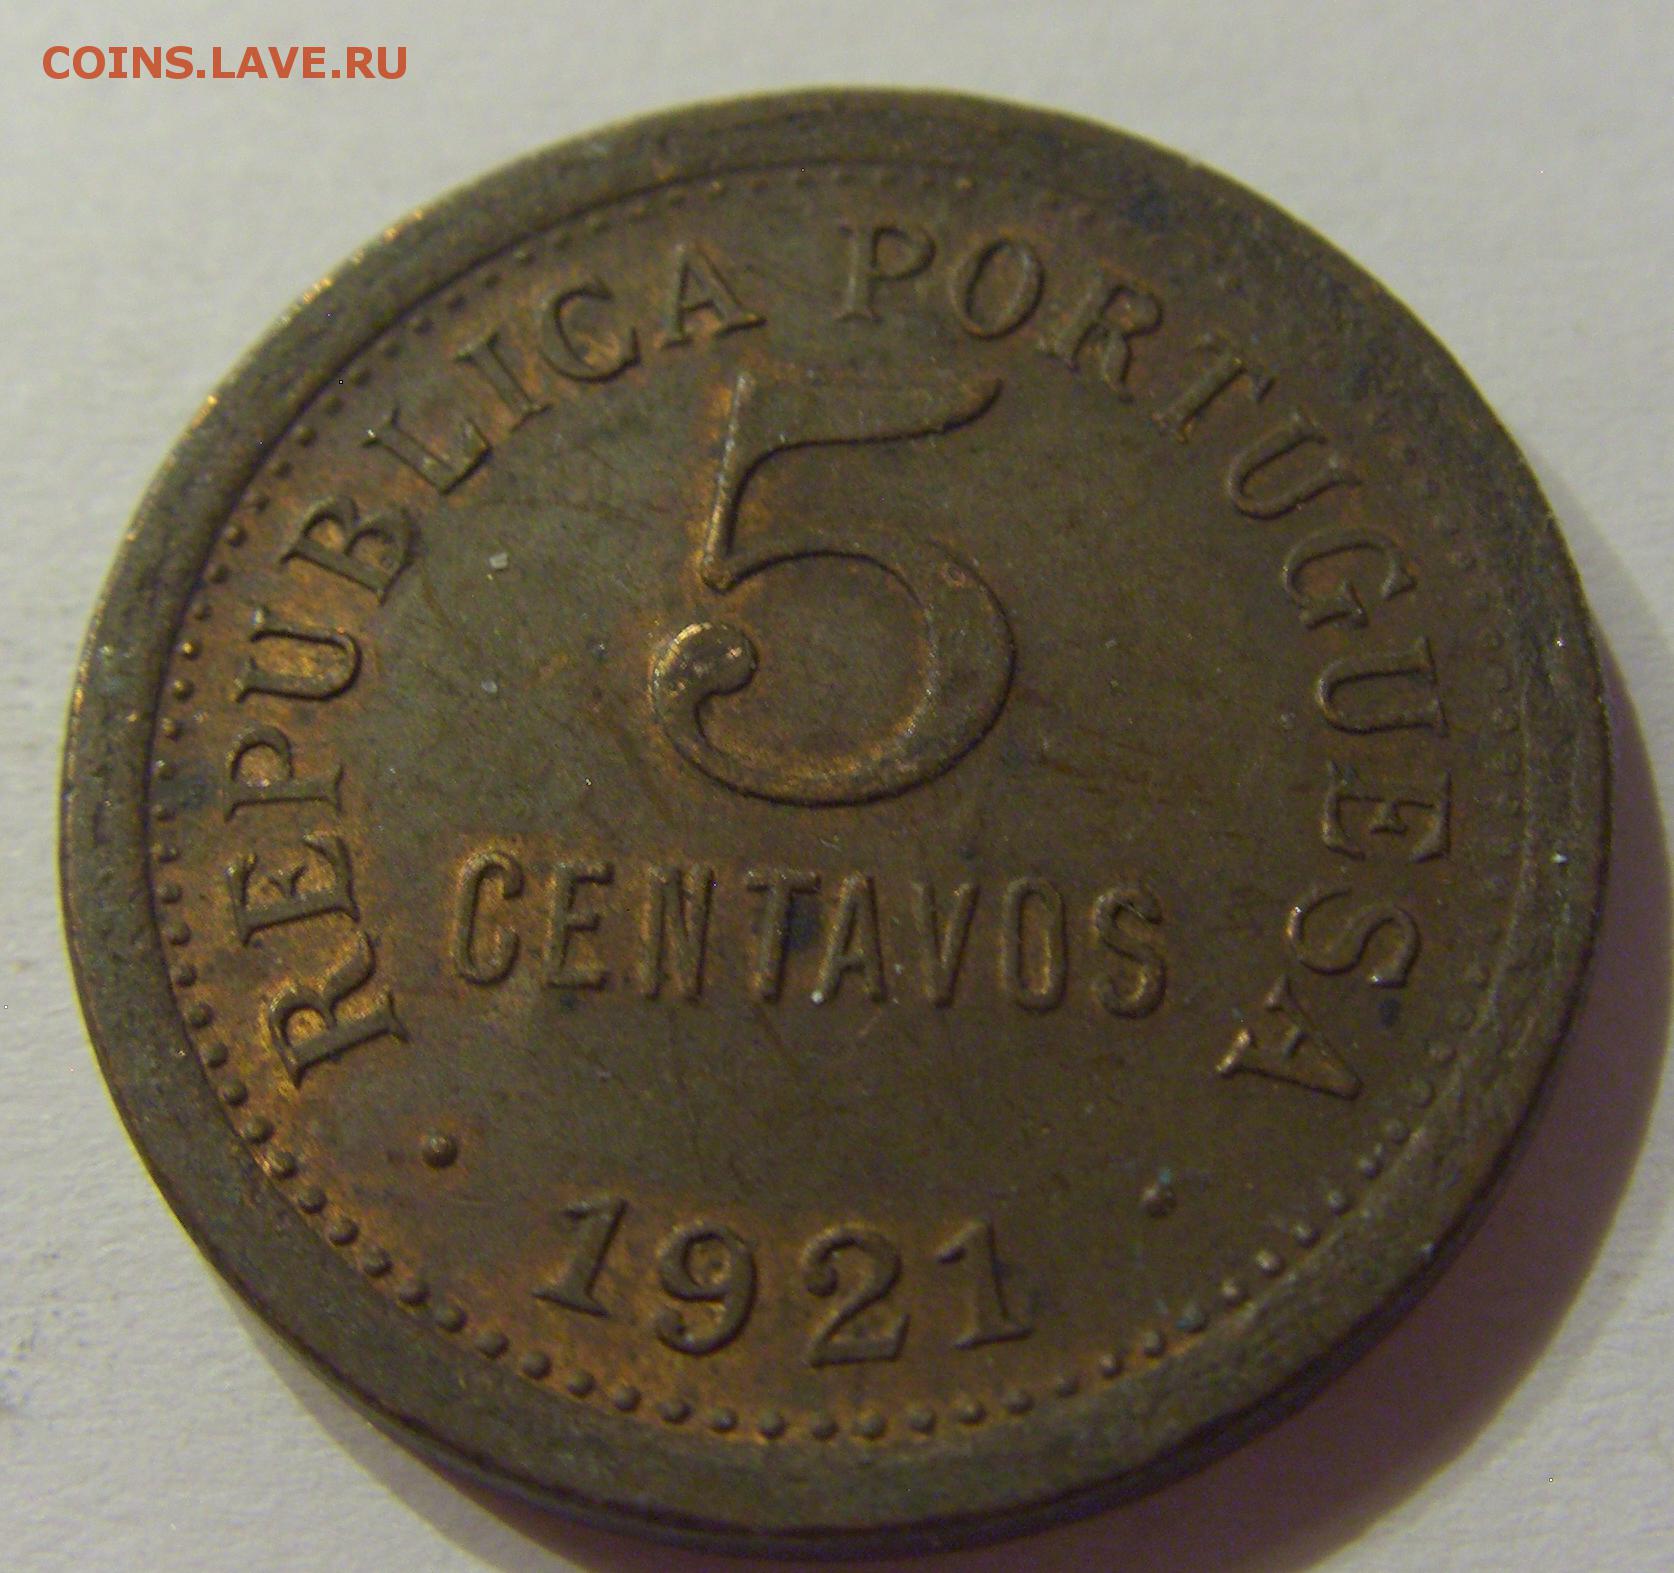 COINS.LAVE.RU
REPUBLICA PORTUGUESA
5
CENTAVOS
• 1921 •